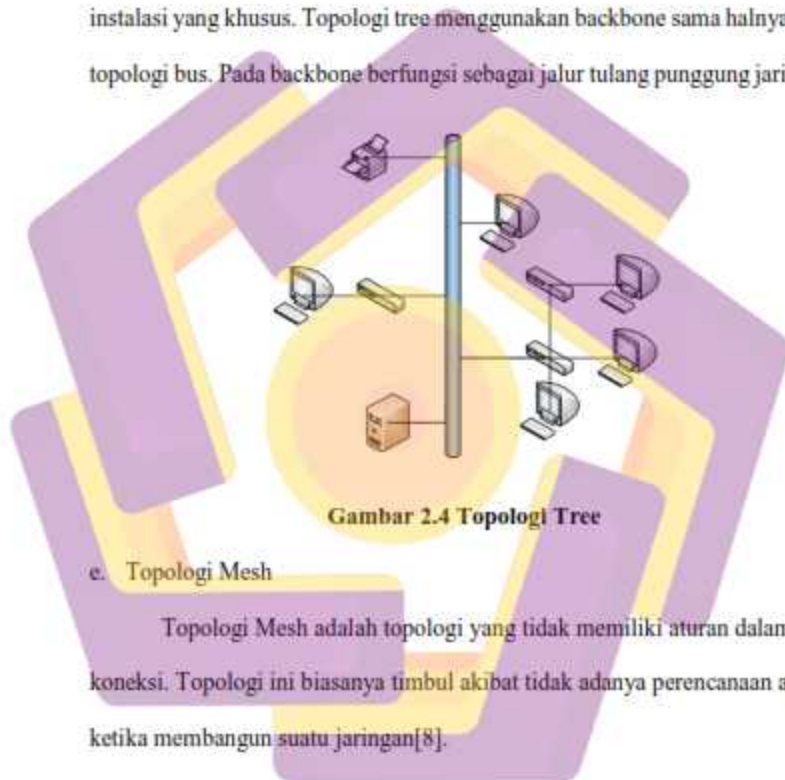 instalasi yang khusus. Topologi tree menggunakan backbone sama halnya
topologi bus. Pada backbone berfungsi sebagai jalur tulang punggung jari
Gambar 2.4 Topologi Tree
e. Topologi Mesh
Topologi Mesh adalah topologi yang tidak memiliki aturan dalam
koneksi. Topologi ini biasanya timbul akibat tidak adanya perencanaan a
ketika membangun suatu jaringan[8].